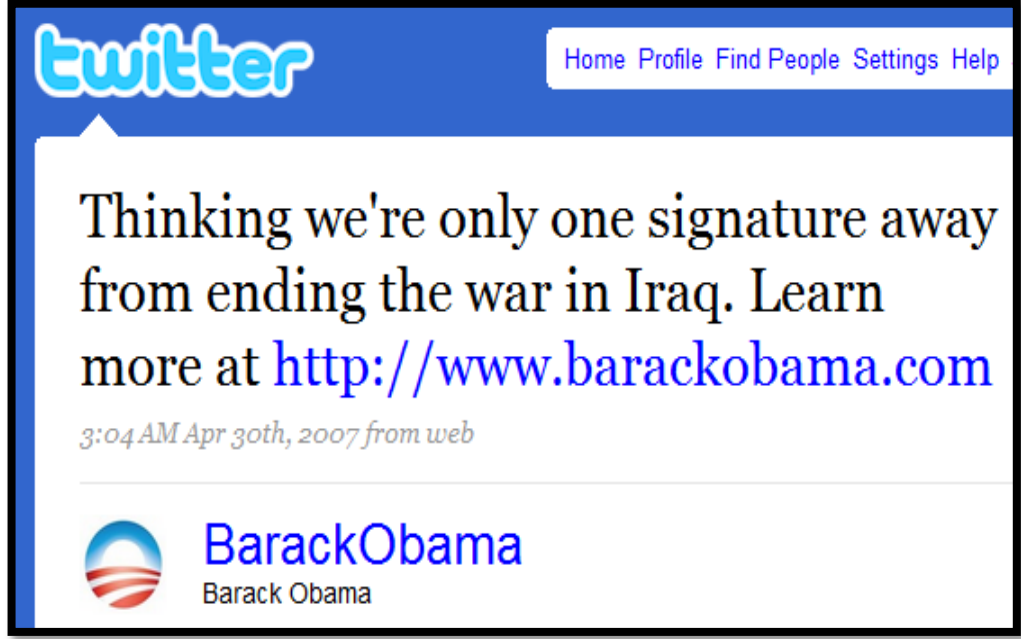 twitter
Home Profile Find People Settings Help
Thinking we're only one signature away
from ending the war in Iraq. Learn
more at http://www.barackobama.com
3:04 AM Apr 30th, 2007 from web
BarackObama
Barack Obama